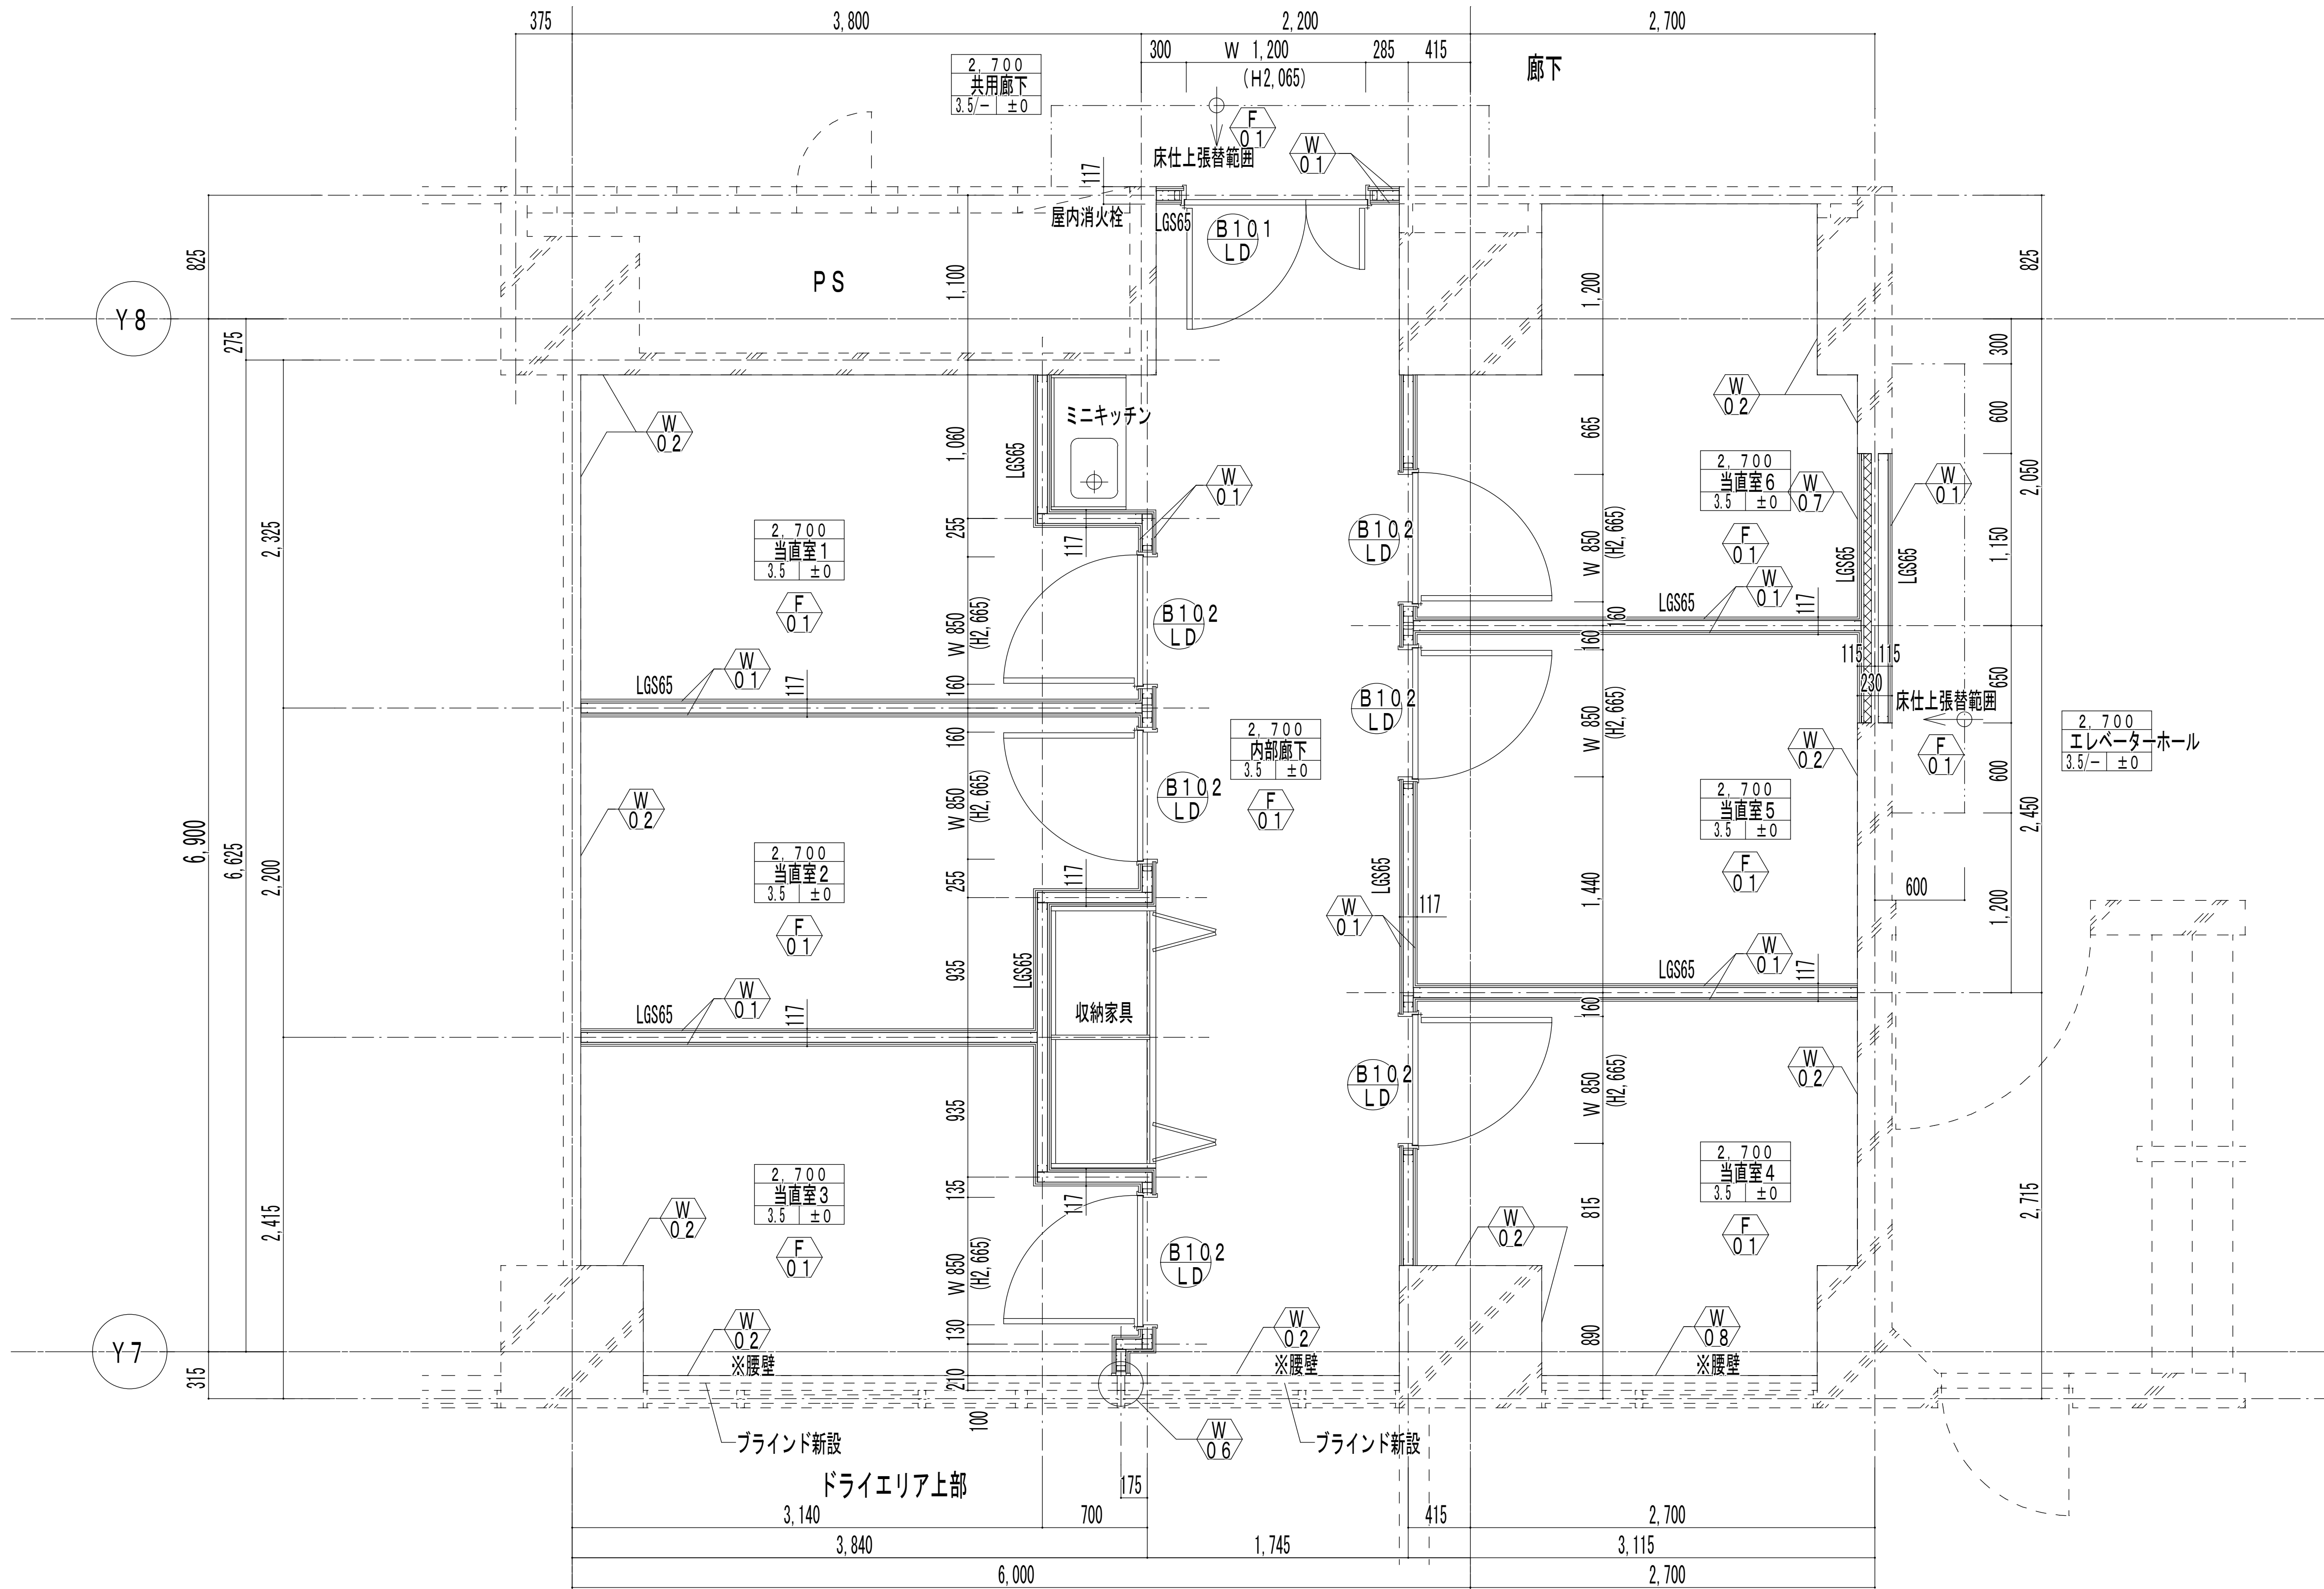 375
3,800
2,200
2,700
300
W 1,200
(H2,065)
285
415
廊下
2,700
共用廊下
3.5/−
±0
F
01
W
01
床仕上張替範囲
117
屋内消火栓
LGS65
B101
LD
PS
825
1,100
1,200
825
Y8
275
300
ミニキッチン
W
02
1,060
LGS65
665
W
02
600
2,050
2,700
当直室6
3.5
±0
W
07
W
01
W
01
2,325
2,700
当直室1
3.5
±0
255
117
B102
LD
W 850
(H2,665)
F
01
1,150
LGS65
LGS65
F
01
W 850
(H2,665)
B102
LD
LGS65
W
01
117
160
160
LGS65
W
01
117
160
115
115
650
230
床仕上張替範囲
B102
LD
W 850
(H2,665)
2,700
内部廊下
3.5
±0
F
01
160
W 850
(H2,665)
B102
LD
W
02
F
01
2,700
エレベーターホール
3.5/−
±0
W
02
2,700
当直室5
3.5
±0
600
2,450
6,900
6,625
2,200
2,700
当直室2
3.5
±0
F
01
255
117
LGS65
W
01
117
1,440
F
01
600
1,200
935
LGS65
LGS65
W
01
117
LGS65
W
01
117
収納家具
160
935
B102
LD
W 850
(H2,665)
W
02
2,700
当直室3
3.5
±0
135
117
2,700
当直室4
3.5
±0
2,415
W
02
F
01
W 850
(H2,665)
B102
LD
815
W
02
F
01
2,715
Y7
315
W
02
※腰壁
130
210
100
W
02
※腰壁
890
W
08
※腰壁
ブラインド新設
W
06
ブラインド新設
ドライエリア上部
175
3,140
700
415
2,700
3,840
1,745
3,115
6,000
2,700